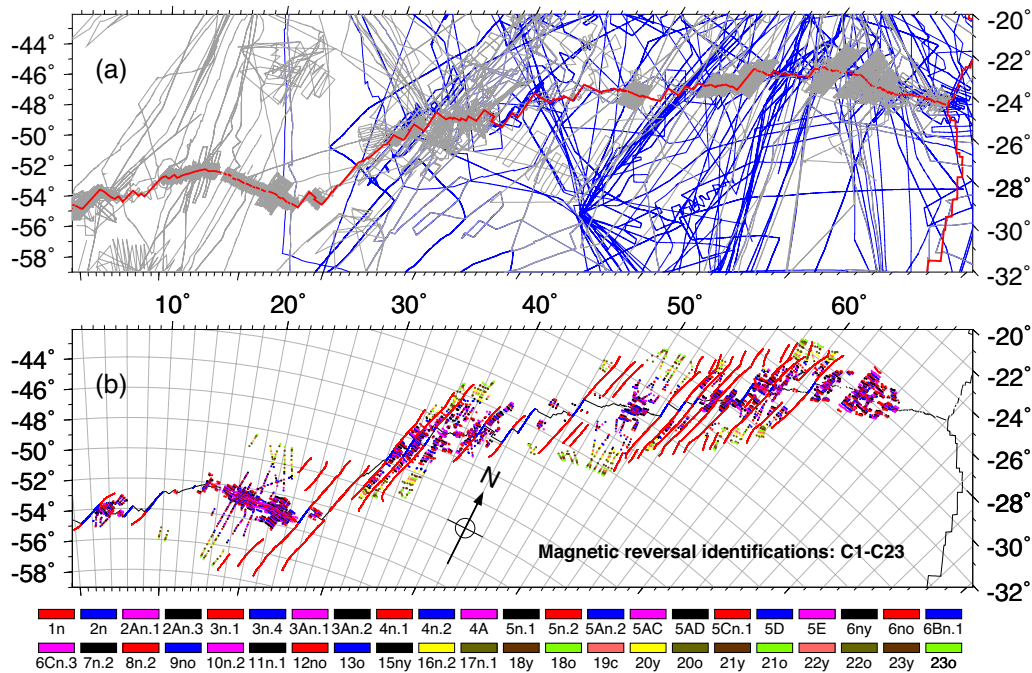 -44° -20°
(a)
-46° -22°
-48° -24°
-50° -26°
-52° -28°
-54° -30°
-56° -32°
-58°
10° 20° 30° 40° 50° 60°
-44° -20°
(b)
-46° -22°
-48° -24°
-50° -26°
-52° -28°
-54° -30°
-56° -32°
-58°
N
Magnetic reversal identifications: C1-C23
1n 2n 2An.1 2An.3 3n.1 3n.4 3An.1 3An.2 4n.1 4n.2 4A 5n.1 5n.2 5An.2 5AC 5AD 5Cn.1 5D 5E 6ny 6no 6Bn.1
6Cn.3 7n.2 8n.2 9no 10n.2 11n.1 12no 13o 15ny 16n.2 17n.1 18y 18o 19c 20y 20o 21y 21o 22y 22o 23y 23o